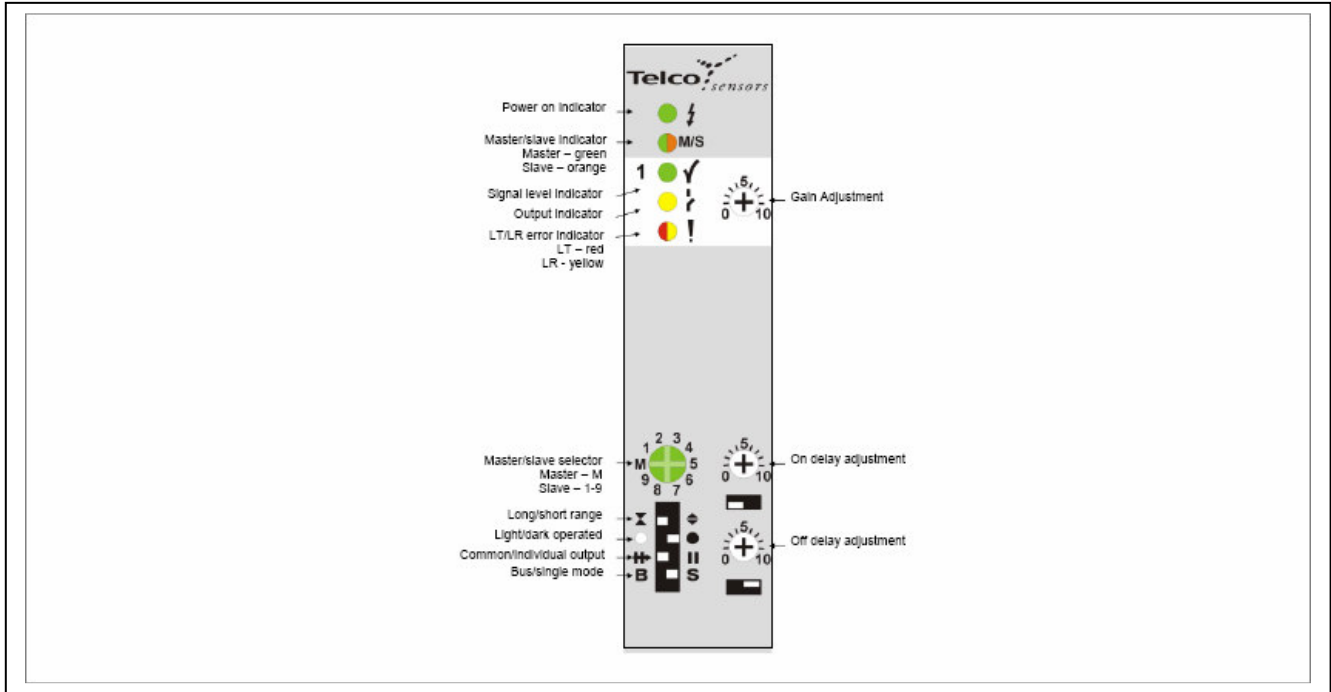 Telco
sensors
Power on indicator
Master/slave indicator
Master – green
Slave – orange
M/S
1
Signal level indicator
Output indicator
LT/LR error indicator
LT – red
LR - yellow
!
5
0 10
Gain Adjustment
Master/slave selector
Master – M
Slave – 1-9
M 1 2 3 4 5 6 7 8 9
5
0 10
On delay adjustment
Long/short range
Light/dark operated
Common/individual output
Bus/single mode
B S
5
0 10
Off delay adjustment